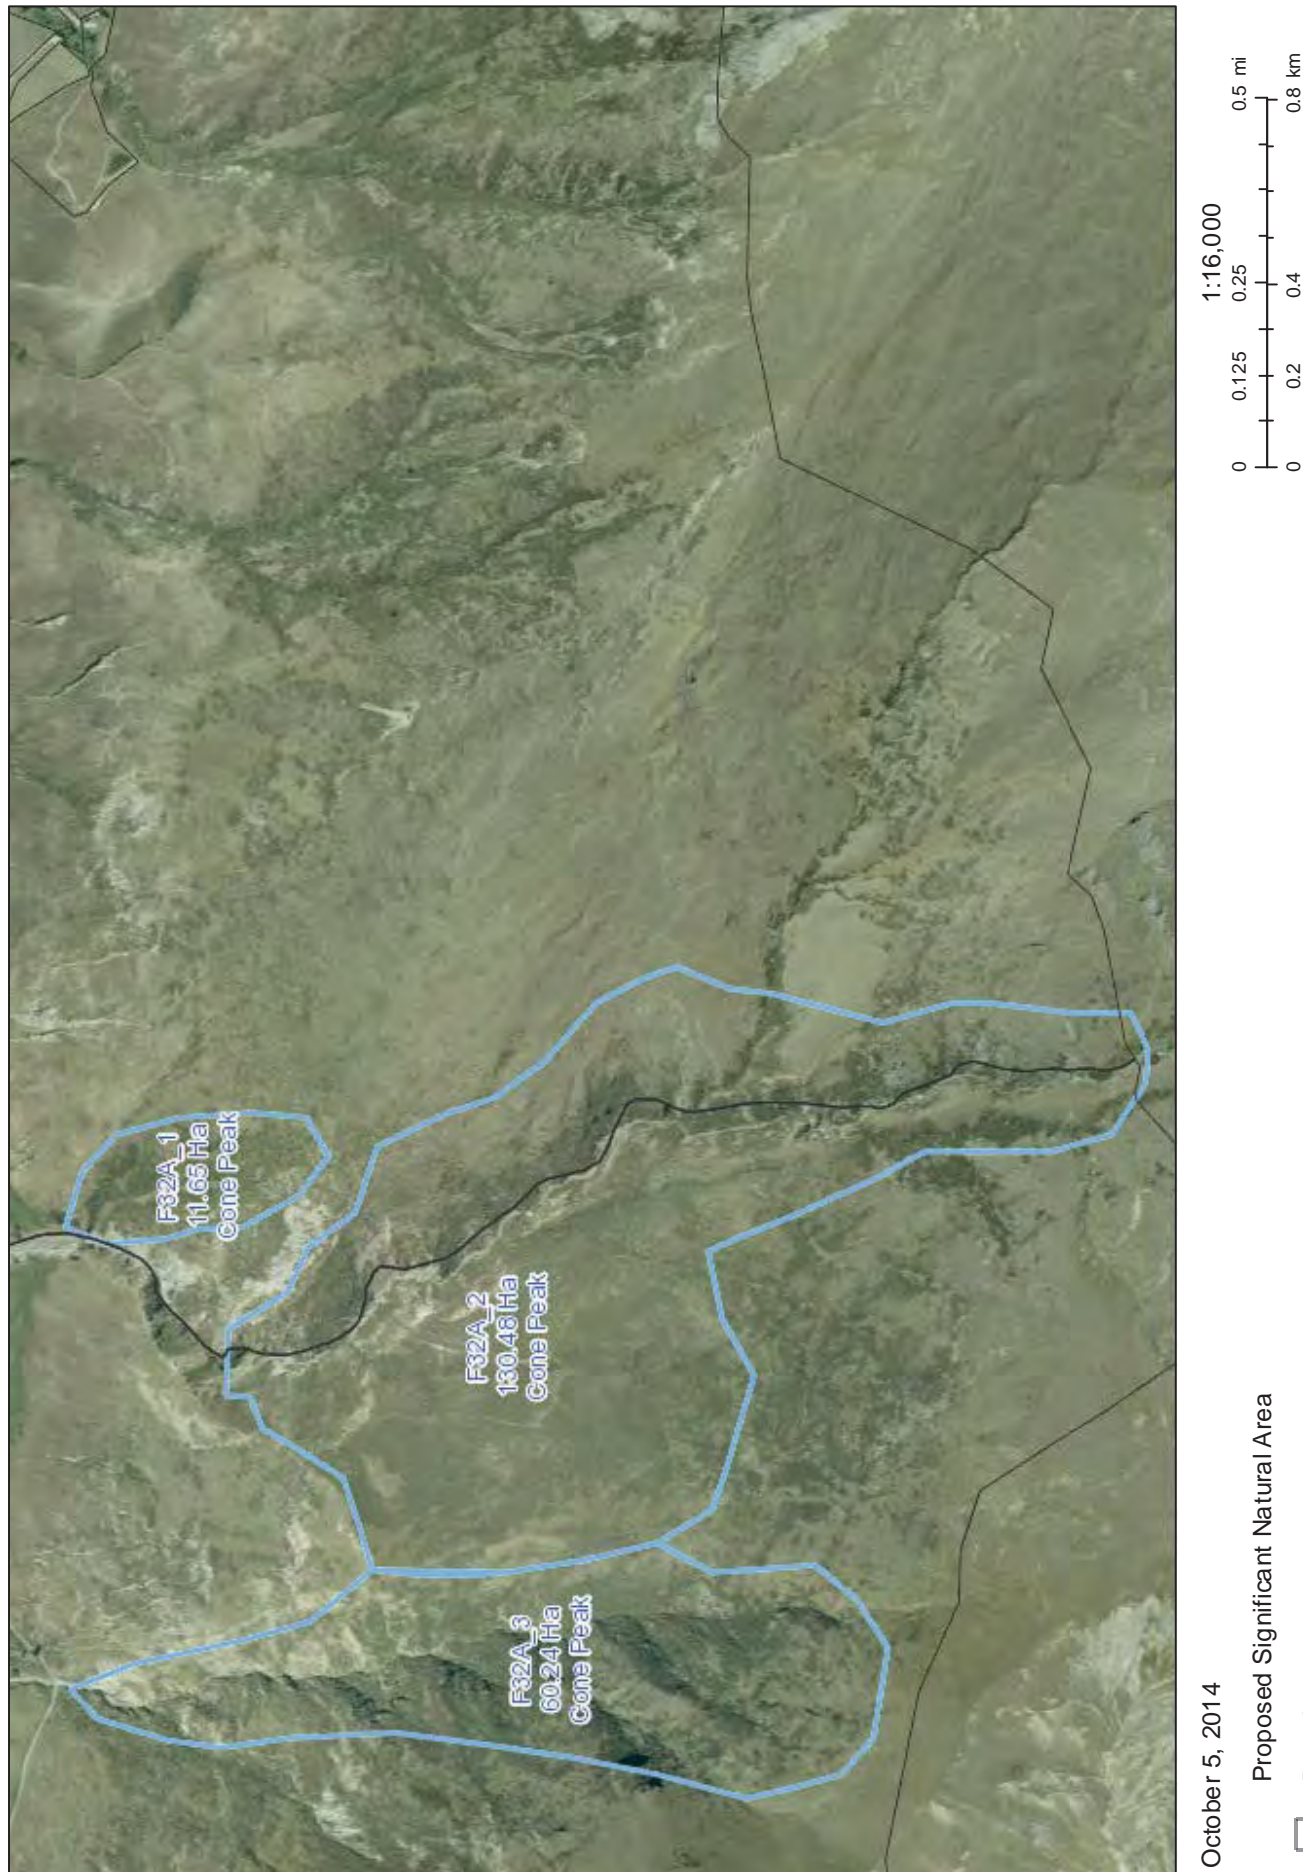 F32A_1
11.65 Ha
Cone Peak
F32A_2
130.48 Ha
Cone Peak
F32A_3
60.24 Ha
Cone Peak
October 5, 2014
Proposed Significant Natural Area
1:16,000
0 0.125 0.25 0.5 mi
0 0.2 0.4 0.8 km